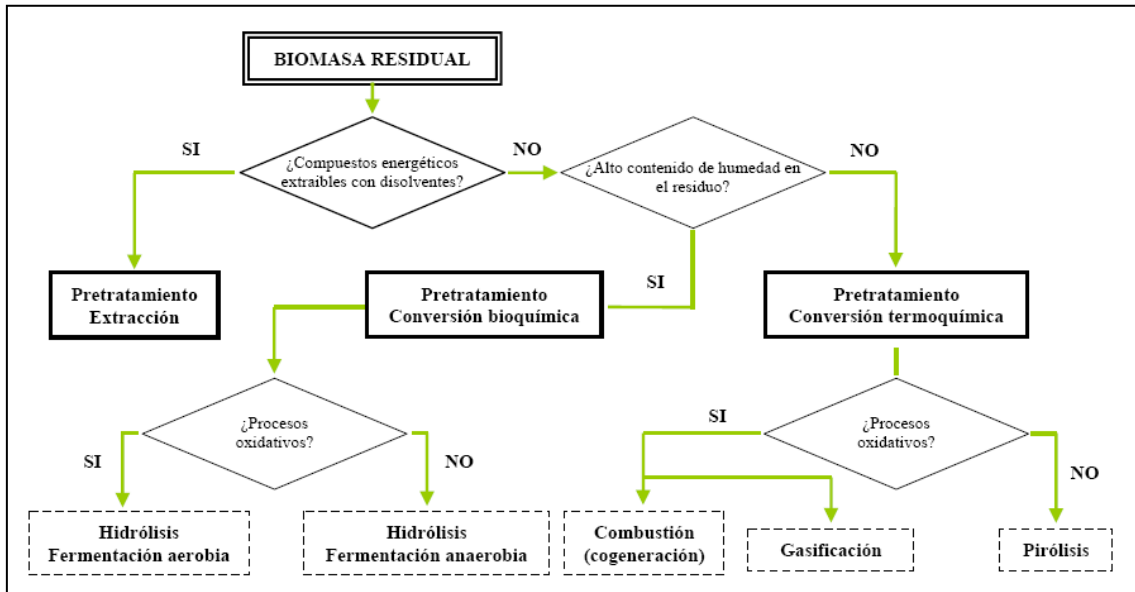 BIOMASA RESIDUAL
SI
¿Compuestos energéticos
extraibles con disolventes?
NO
¿Alto contenido de humedad en
el residuo?
NO
Pretratamiento
Extracción
Pretratamiento
Conversión bioquímica
SI
Pretratamiento
Conversión termoquímica
¿Procesos
oxidativos?
SI
NO
¿Procesos
oxidativos?
SI
NO
Hidrólisis
Fermentación aerobia
Hidrólisis
Fermentación anaerobia
Combustión
(cogeneración)
Gasificación
Pirólisis